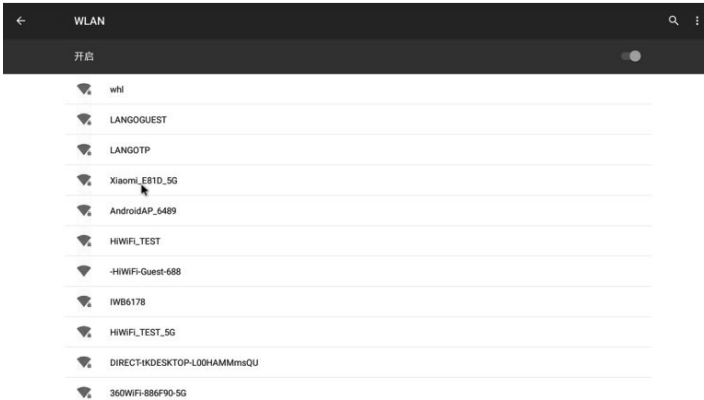 WLAN
开启
whl
LANGOGUEST
LANGOTP
Xiaomi_E81D_5G
AndroidAP_6489
HiWiFi_TEST
-HiWiFi-Guest-688
IWB6178
HiWiFi_TEST_5G
DIRECT-tKDESKTOP-L00HAMMmsQU
360WiFi-886F90-5G